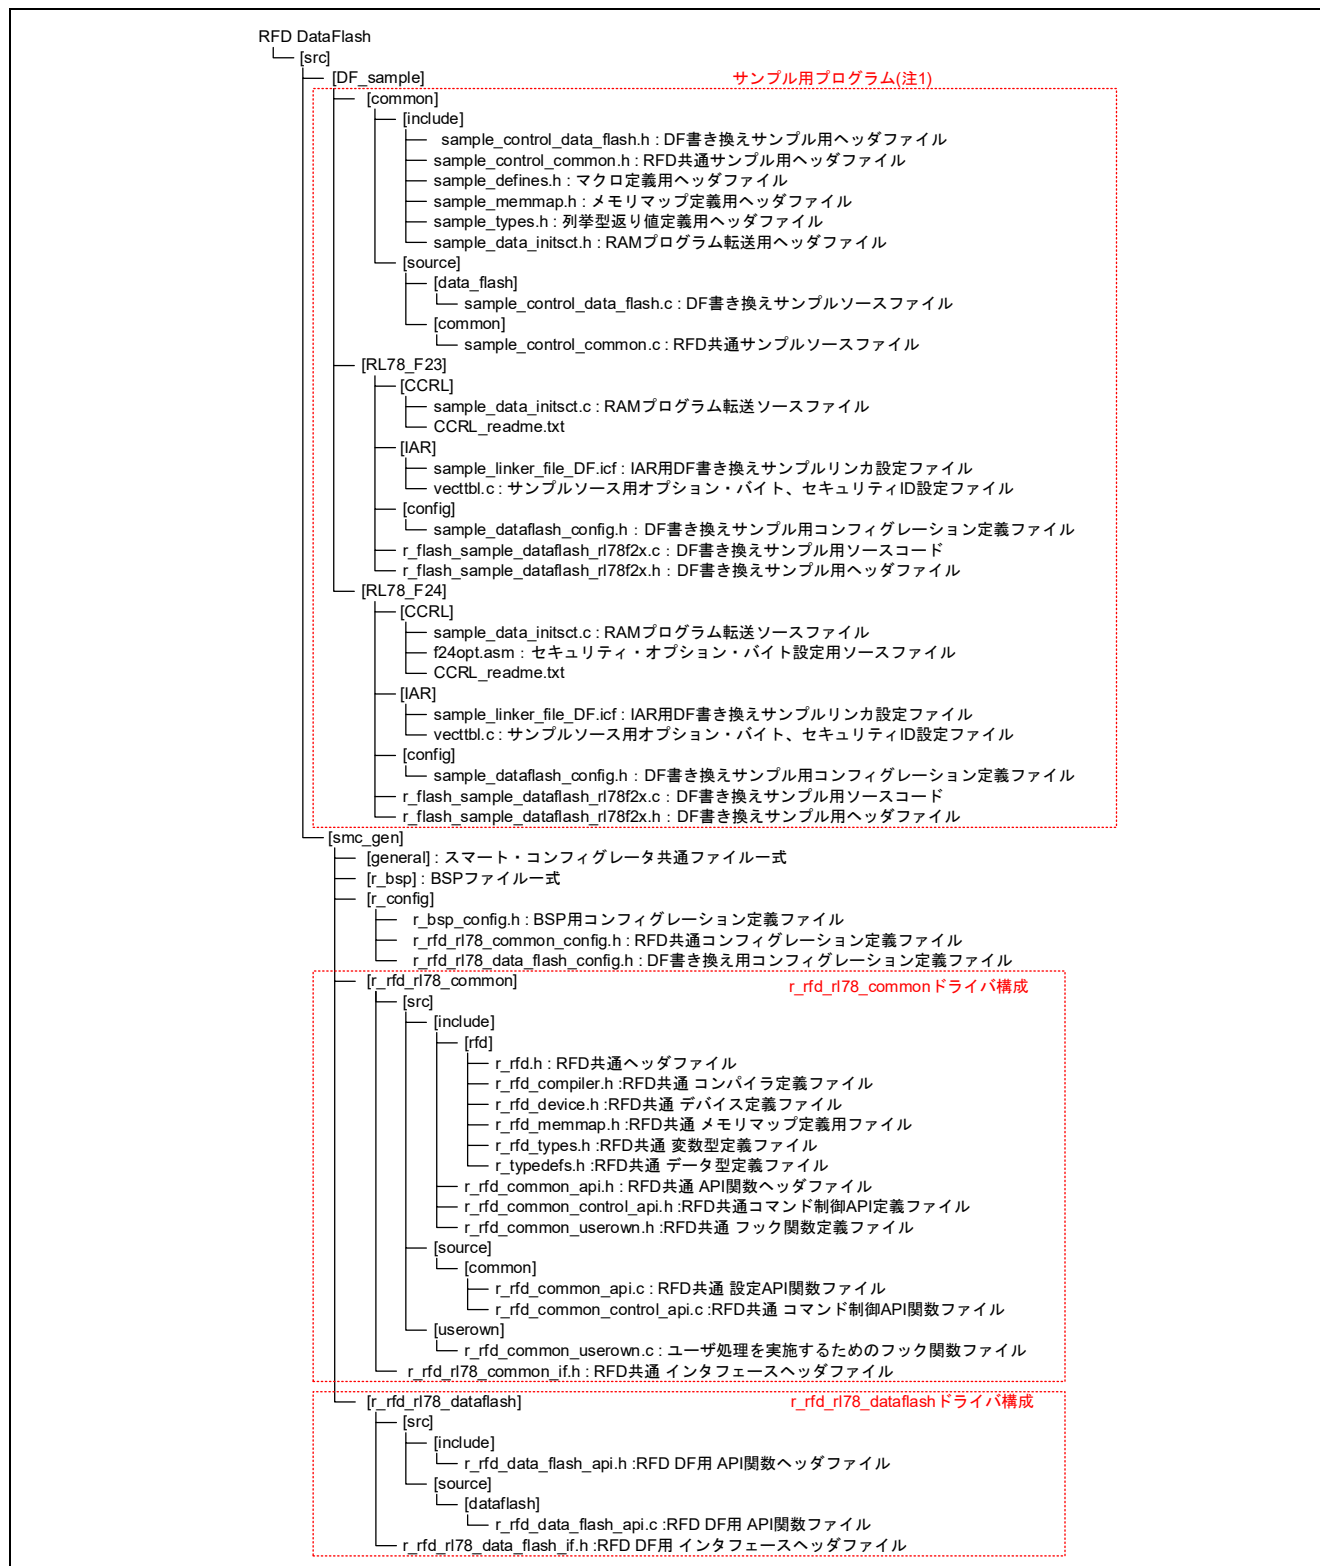 RFD DataFlash
[src]
[DF_sample]
サンプル用プログラム(注1)
[common]
[include]
sample_control_data_flash.h : DF書き換えサンプル用ヘッダファイル
sample_control_common.h : RFD共通サンプル用ヘッダファイル
sample_defines.h : マクロ定義用ヘッダファイル
sample_memmap.h : メモリマップ定義用ヘッダファイル
sample_types.h : 列挙型返り値定義用ヘッダファイル
sample_data_initsct.h : RAMプログラム転送用ヘッダファイル
[source]
[data_flash]
sample_control_data_flash.c : DF書き換えサンプルソースファイル
[common]
sample_control_common.c : RFD共通サンプルソースファイル
[RL78_F23]
[CCRL]
sample_data_initsct.c : RAMプログラム転送ソースファイル
CCRL_readme.txt
[IAR]
sample_linker_file_DF.icf : IAR用DF書き換えサンプルリンカ設定ファイル
vecttbl.c : サンプルソース用オプション・バイト、セキュリティID設定ファイル
[config]
sample_dataflash_config.h : DF書き換えサンプル用コンフィグレーション定義ファイル
r_flash_sample_dataflash_rl78f2x.c : DF書き換えサンプル用ソースコード
r_flash_sample_dataflash_rl78f2x.h : DF書き換えサンプル用ヘッダファイル
[RL78_F24]
[CCRL]
sample_data_initsct.c : RAMプログラム転送ソースファイル
f24opt.asm : セキュリティ・オプション・バイト設定用ソースファイル
CCRL_readme.txt
[IAR]
sample_linker_file_DF.icf : IAR用DF書き換えサンプルリンカ設定ファイル
vecttbl.c : サンプルソース用オプション・バイト、セキュリティID設定ファイル
[config]
sample_dataflash_config.h : DF書き換えサンプル用コンフィグレーション定義ファイル
r_flash_sample_dataflash_rl78f2x.c : DF書き換えサンプル用ソースコード
r_flash_sample_dataflash_rl78f2x.h : DF書き換えサンプル用ヘッダファイル
[smc_gen]
[general] : スマート・コンフィグレータ共通ファイル一式
[r_bsp] : BSPファイル一式
[r_config]
r_bsp_config.h : BSP用コンフィグレーション定義ファイル
r_rfd_rl78_common_config.h : RFD共通コンフィグレーション定義ファイル
r_rfd_rl78_data_flash_config.h : DF書き換え用コンフィグレーション定義ファイル
[r_rfd_rl78_common]
r_rfd_rl78_commonドライバ構成
[src]
[include]
[rfd]
r_rfd.h : RFD共通ヘッダファイル
r_rfd_compiler.h :RFD共通 コンパイラ定義ファイル
r_rfd_device.h :RFD共通 デバイス定義ファイル
r_rfd_memmap.h :RFD共通 メモリマップ定義用ファイル
r_rfd_types.h :RFD共通 変数型定義ファイル
r_typedefs.h :RFD共通 データ型定義ファイル
r_rfd_common_api.h : RFD共通 API関数ヘッダファイル
r_rfd_common_control_api.h :RFD共通コマンド制御API定義ファイル
r_rfd_common_userown.h :RFD共通 フック関数定義ファイル
[source]
[common]
r_rfd_common_api.c : RFD共通 設定API関数ファイル
r_rfd_common_control_api.c :RFD共通 コマンド制御API関数ファイル
[userown]
r_rfd_common_userown.c : ユーザ処理を実施するためのフック関数ファイル
r_rfd_rl78_common_if.h : RFD共通 インタフェースヘッダファイル
[r_rfd_rl78_dataflash]
r_rfd_rl78_dataflashドライバ構成
[src]
[include]
r_rfd_data_flash_api.h :RFD DF用 API関数ヘッダファイル
[source]
[dataflash]
r_rfd_data_flash_api.c :RFD DF用 API関数ファイル
r_rfd_rl78_data_flash_if.h : RFD DF用 インタフェースヘッダファイル